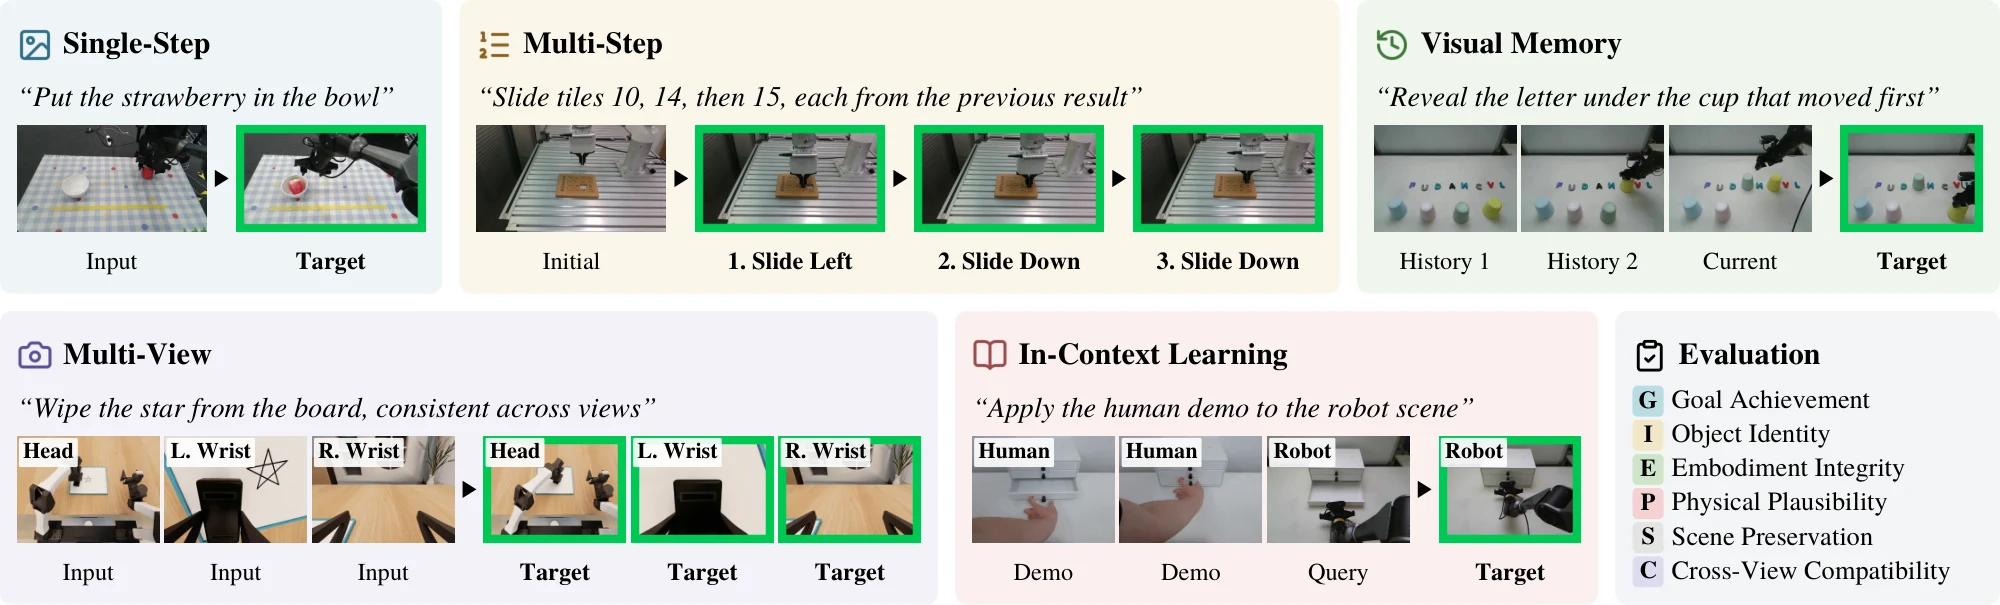 Single-Step
“Put the strawberry in the bowl”
Input
Target
Multi-Step
“Slide tiles 10, 14, then 15, each from the previous result”
Initial
1. Slide Left
2. Slide Down
3. Slide Down
Visual Memory
“Reveal the letter under the cup that moved first”
History 1
History 2
Current
Target
Multi-View
“Wipe the star from the board, consistent across views”
Head
L. Wrist
R. Wrist
Head
L. Wrist
R. Wrist
Input
Input
Input
Target
Target
Target
In-Context Learning
“Apply the human demo to the robot scene”
Human
Human
Robot
Robot
Demo
Demo
Query
Target
Evaluation
G Goal Achievement
I Object Identity
E Embodiment Integrity
P Physical Plausibility
S Scene Preservation
C Cross-View Compatibility